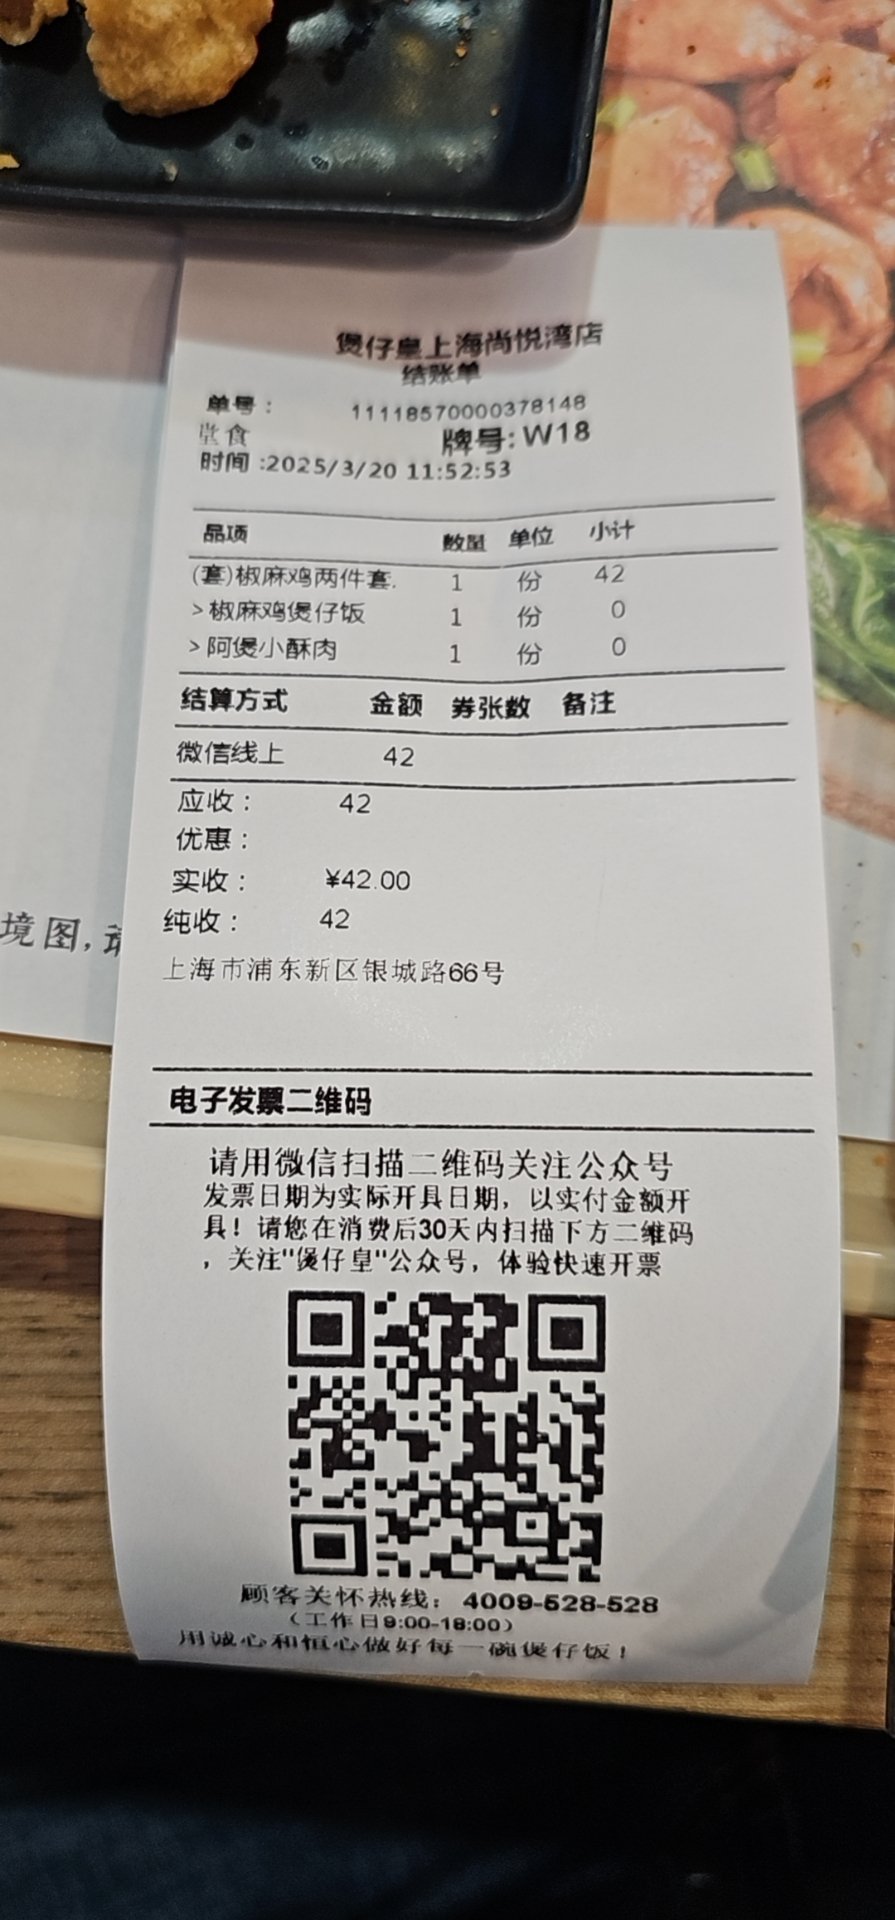 煲仔皇上海尚悦湾店
结账单
单号： 11118570000378148
堂食 牌号:W18
时间 :2025/3/20 11:52:53
品项 数量 单位 小计
(套)椒麻鸡两件套. 1 份 42
>椒麻鸡煲仔饭 1 份 0
>阿煲小酥肉 1 份 0
结算方式 金额 券张数 备注
微信线上 42
应收： 42
优惠：
实收： ¥42.00
纯收： 42
上海市浦东新区银城路66号
境图，
电子发票二维码
请用微信扫描二维码关注公众号
发票日期为实际开具日期，以实付金额开
具！请您在消费后30天内扫描下方二维码
，关注"煲仔皇"公众号，体验快速开票
顾客关怀热线：4009-528-528
（工作日9:00-18:00）
用诚心和恒心做好每一碗煲仔饭！